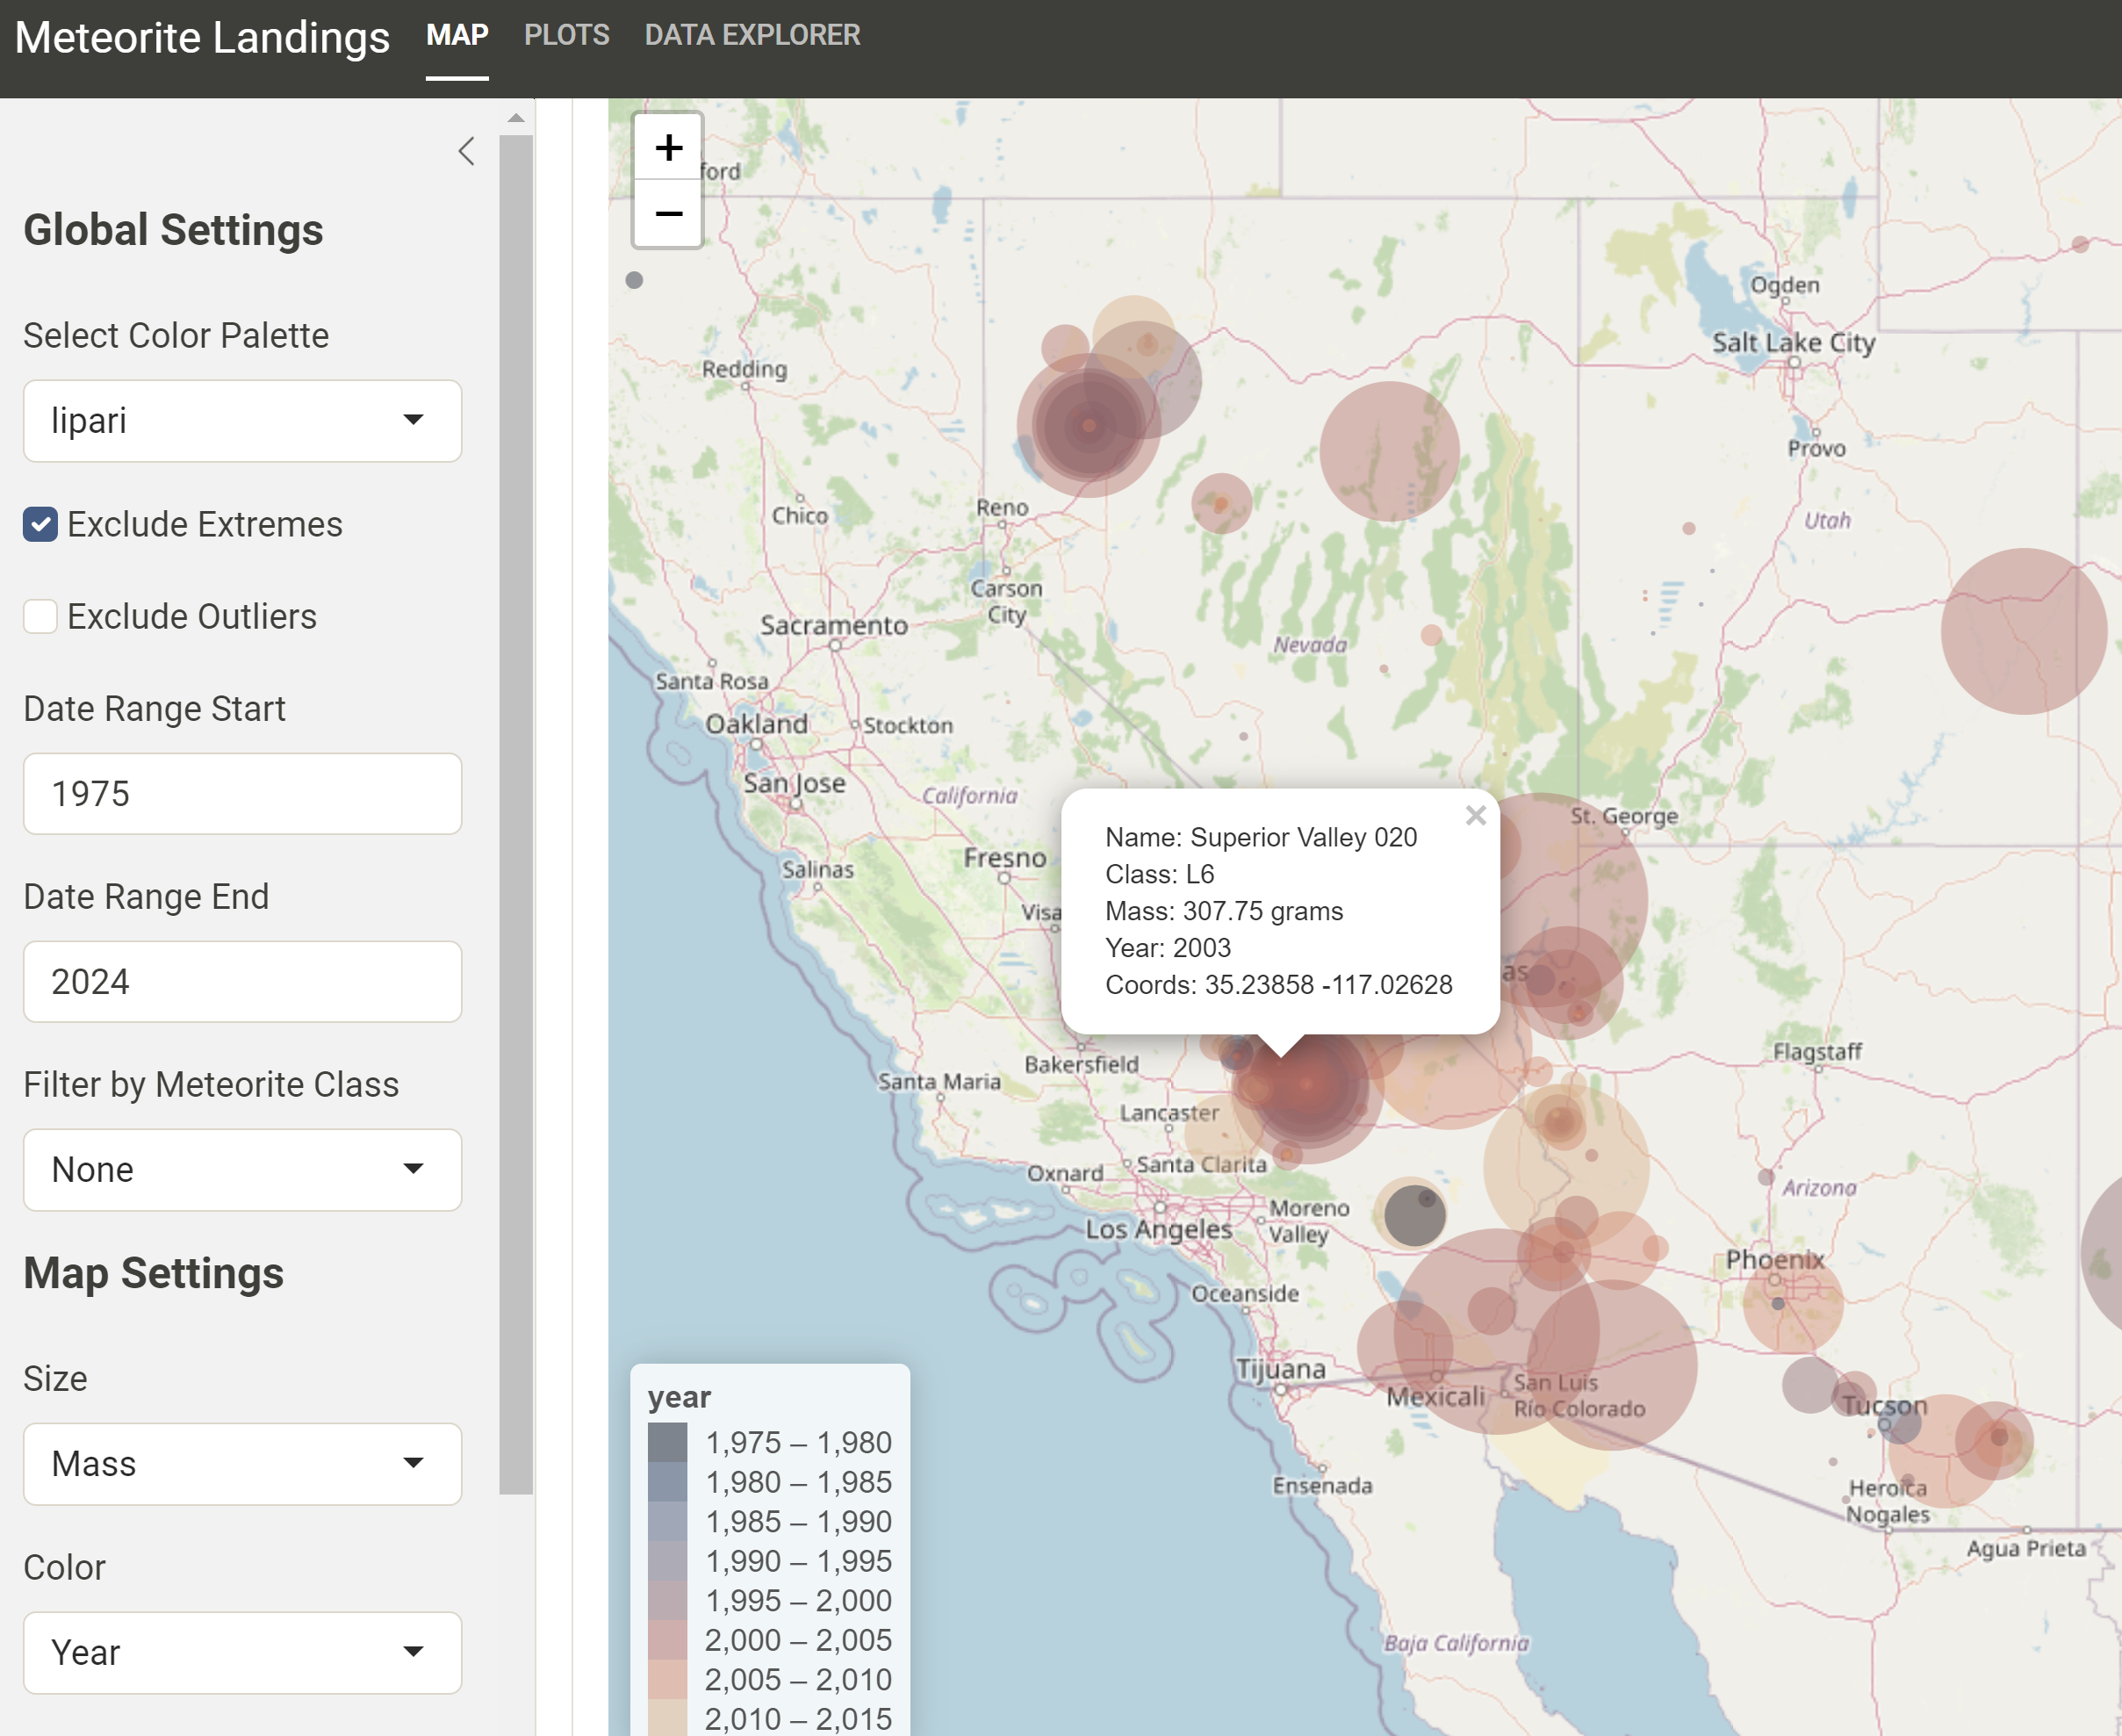 Meteorite Landings
MAP
PLOTS
DATA EXPLORER
Global Settings
Select Color Palette
lipari
Exclude Extremes
Exclude Outliers
Date Range Start
1975
Date Range End
2024
Filter by Meteorite Class
None
Map Settings
Size
Mass
Color
Year
+
−
ford
Ogden
Salt Lake City
Redding
Provo
Chico
Reno
Utah
Carson
City
Sacramento
Nevada
Santa Rosa
Oakland
Stockton
San Jose
California
St. George
Salinas
Fresno
Visa
Name: Superior Valley 020
Class: L6
Mass: 307.75 grams
Year: 2003
Coords: 35.23858 -117.02628
×
as
Bakersfield
Flagstaff
Santa Maria
Lancaster
Santa Clarita
Oxnard
Arizona
Moreno
Valley
Los Angeles
Phoenix
Oceanside
Tijuana
Mexicali
San Luis
Río Colorado
Tucson
Ensenada
Heroica
Nogales
Agua Prieta
Baja California
year
1,975 – 1,980
1,980 – 1,985
1,985 – 1,990
1,990 – 1,995
1,995 – 2,000
2,000 – 2,005
2,005 – 2,010
2,010 – 2,015